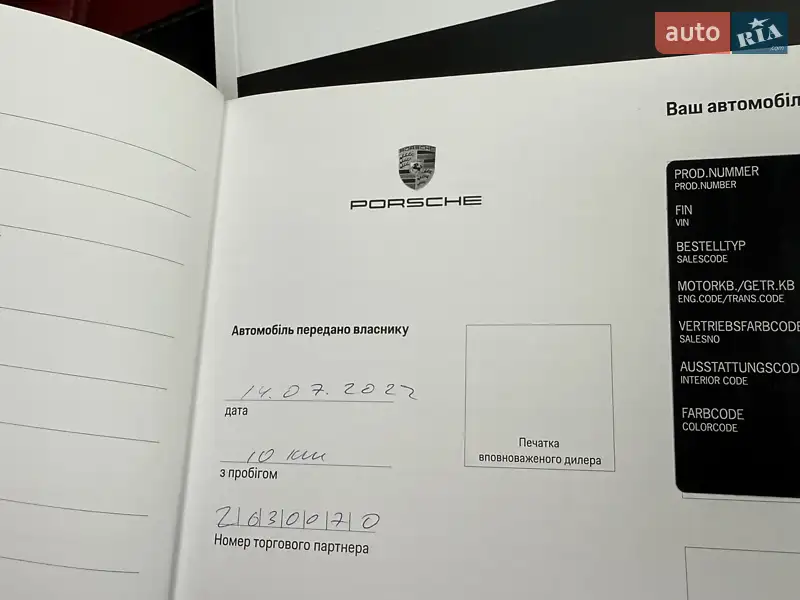 auto RIA .com
Ваш автомобіл
PORSCHE
PROD.NUMMER
PROD.NUMBER
FIN
VIN
BESTELLTYP
SALESCODE
MOTORKB./GETR.KB
ENG.CODE/TRANS.CODE
VERTRIEBSFARBCODE
SALESNO
AUSSTATTUNGSCOD
INTERIOR CODE
FARBCODE
COLORCODE
Автомобіль передано власнику
14.07.2022
дата
10 км
з пробігом
2630070
Номер торгового партнера
Печатка
вповноваженого дилера